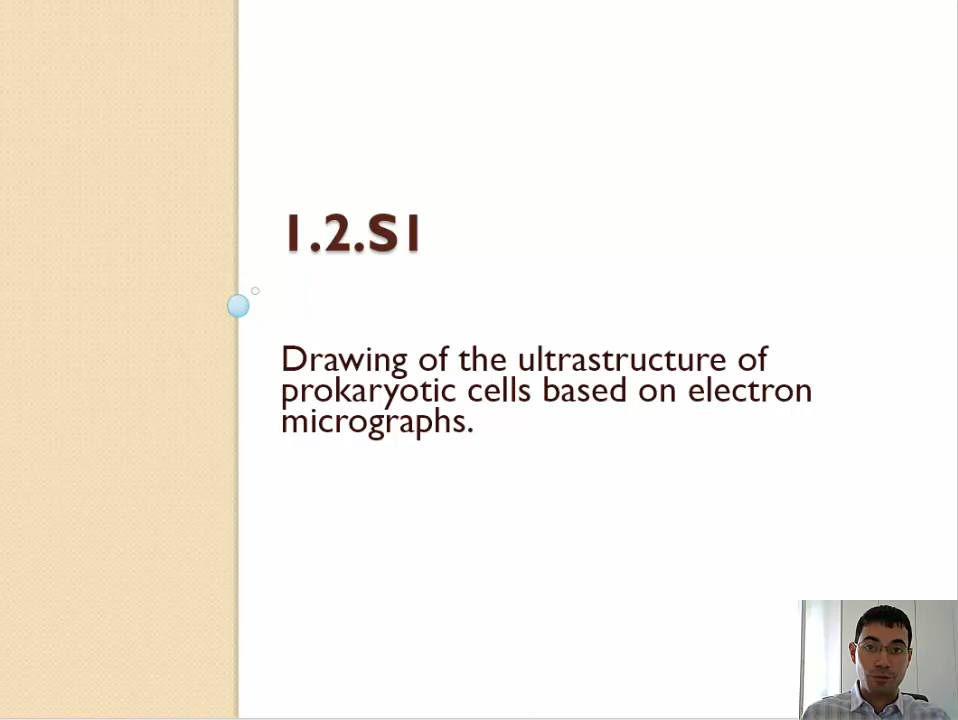 1.2.S1
Drawing of the ultrastructure of
prokaryotic cells based on electron
micrographs.